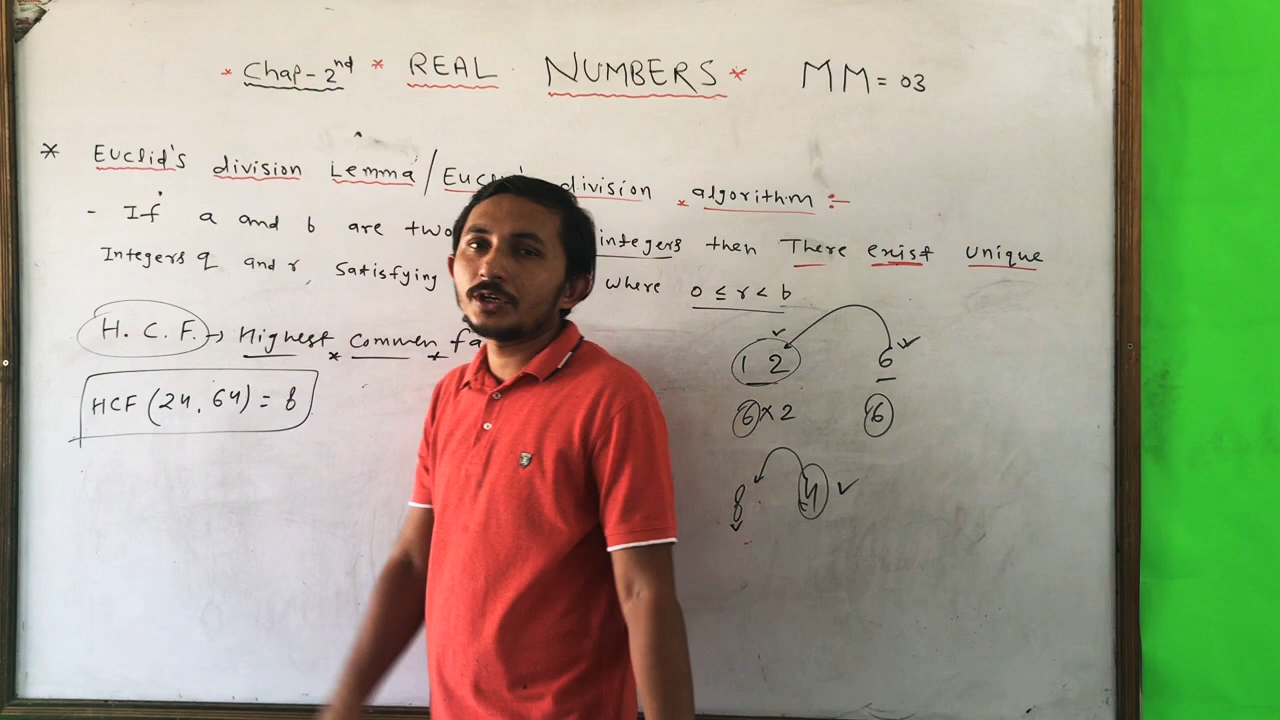 * Chap-2nd * REAL NUMBERS * MM = 03
* Euclid's division Lemma / division algorithm :-
- If a and b are two integers then There exist unique
Integers q and r Satisfying where 0 ≤ r < b
H. C. F. → Highest Commen
HCF (24, 64) = 8
12 6
6 × 2 6
8 4